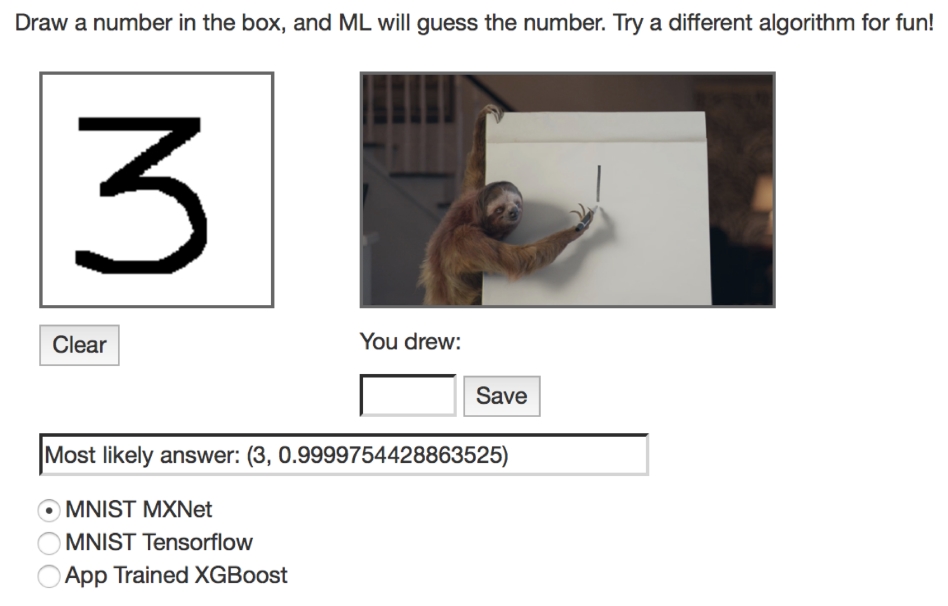 Draw a number in the box, and ML will guess the number. Try a different algorithm for fun!
3
Clear
You drew:
Save
Most likely answer: (3, 0.9999754428863525)
MNIST MXNet
MNIST Tensorflow
App Trained XGBoost